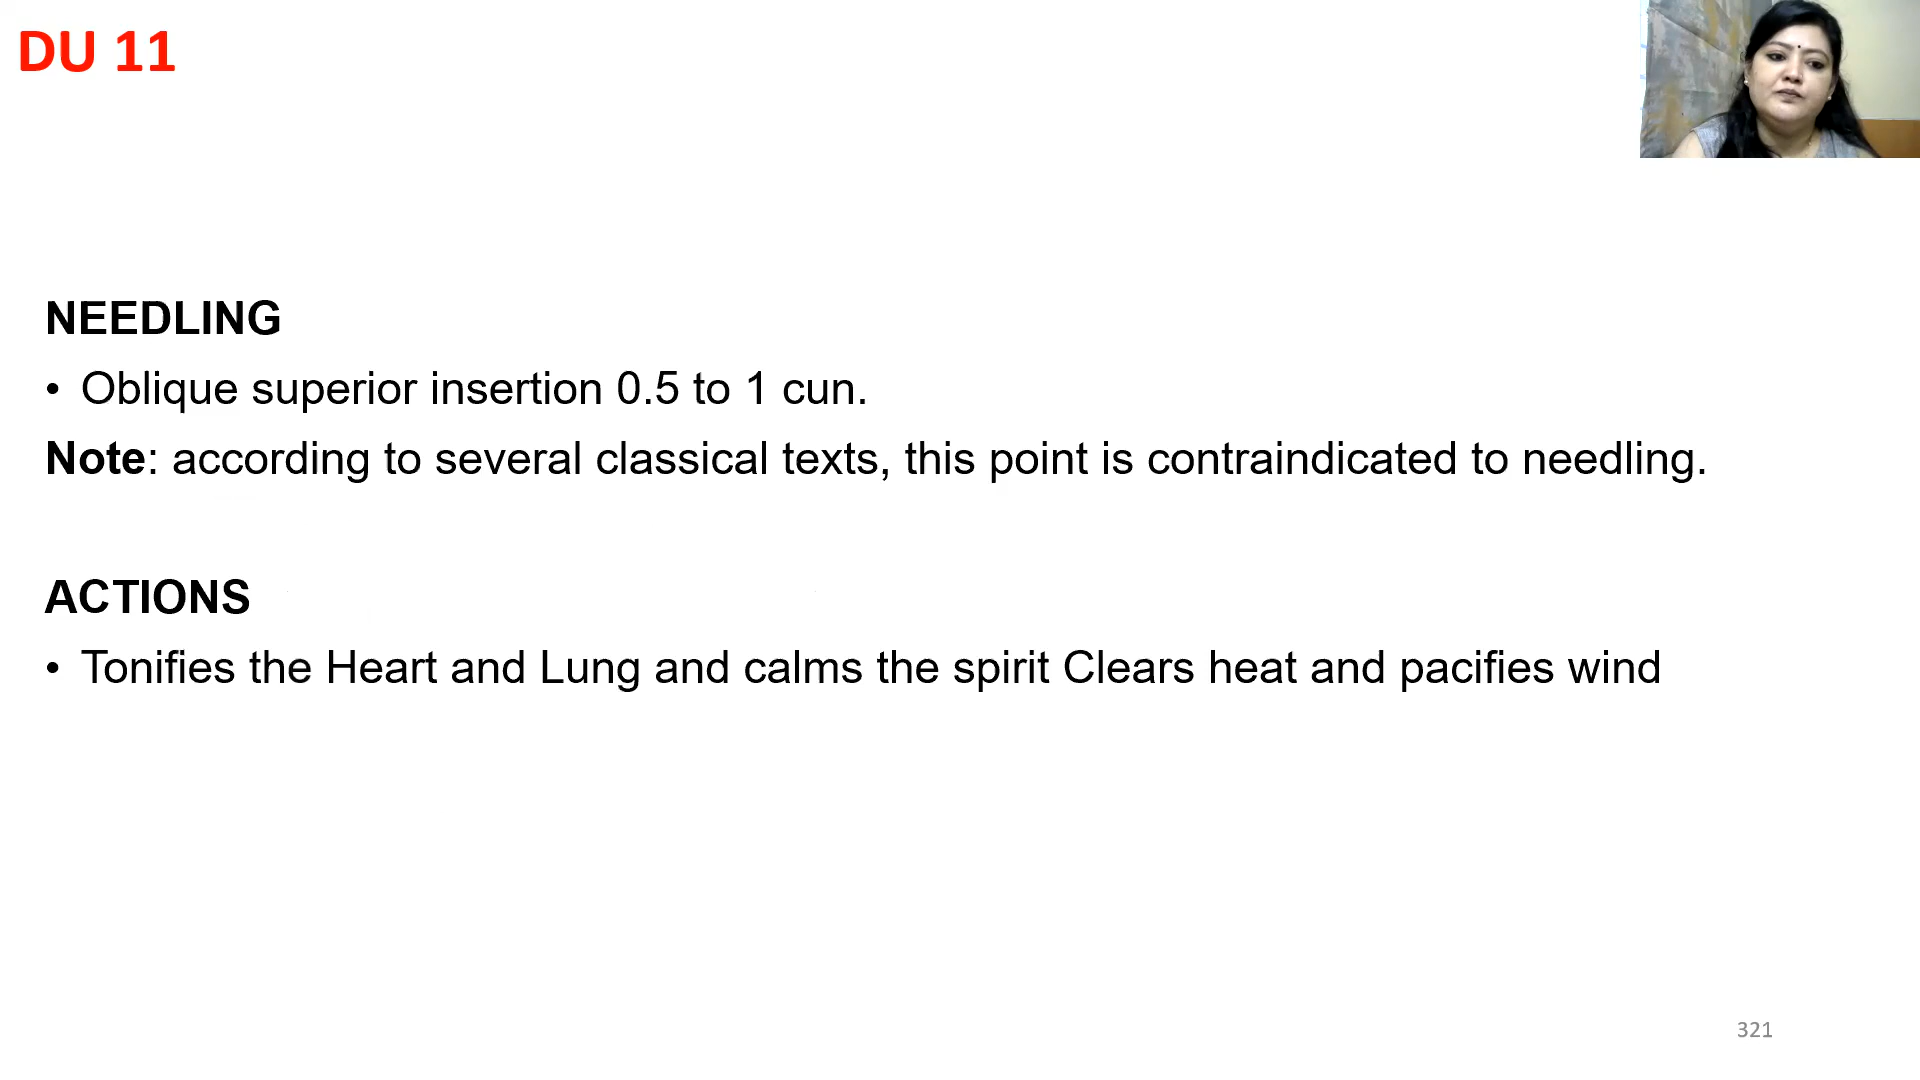 DU 11
NEEDLING
• Oblique superior insertion 0.5 to 1 cun.
Note: according to several classical texts, this point is contraindicated to needling.
ACTIONS
• Tonifies the Heart and Lung and calms the spirit Clears heat and pacifies wind
321